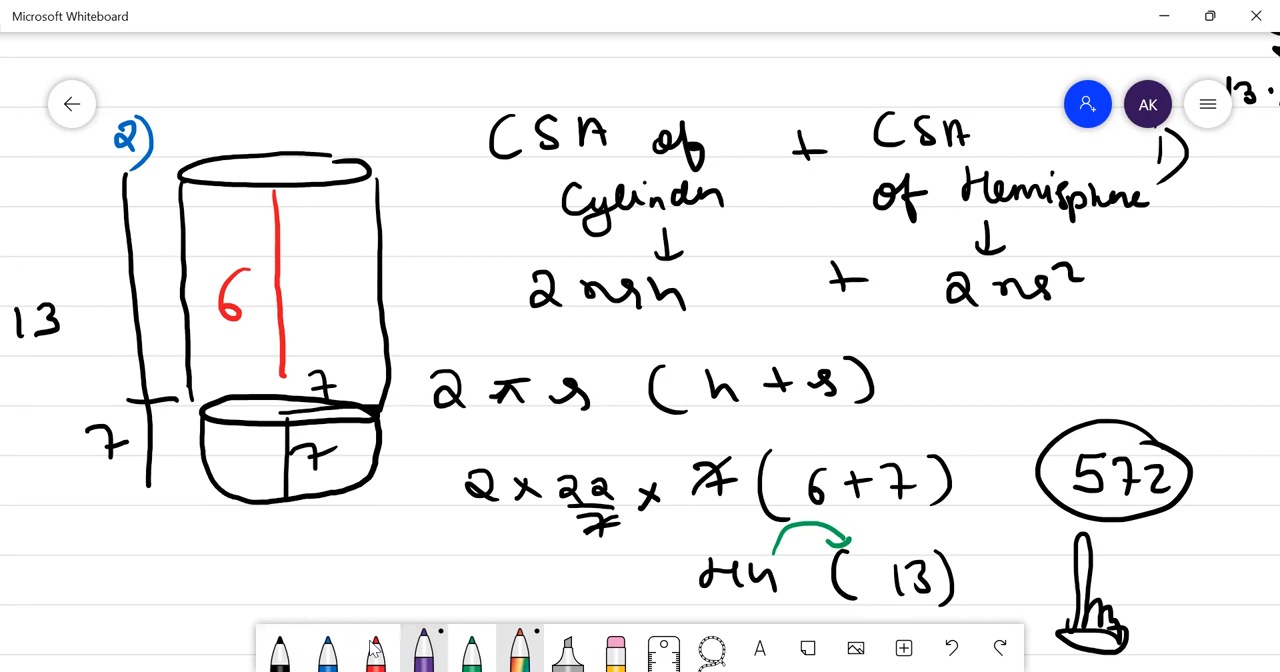 Microsoft Whiteboard
13.
AK
2)
CSA of + CSA
1)
Cylinder of Hemisphere
↓ ↓
2πrh + 2πr²
6
13
7
2πr (h + r)
7
7
2 × 22/7 × 7 (6 + 7)
572
44 (13)
A